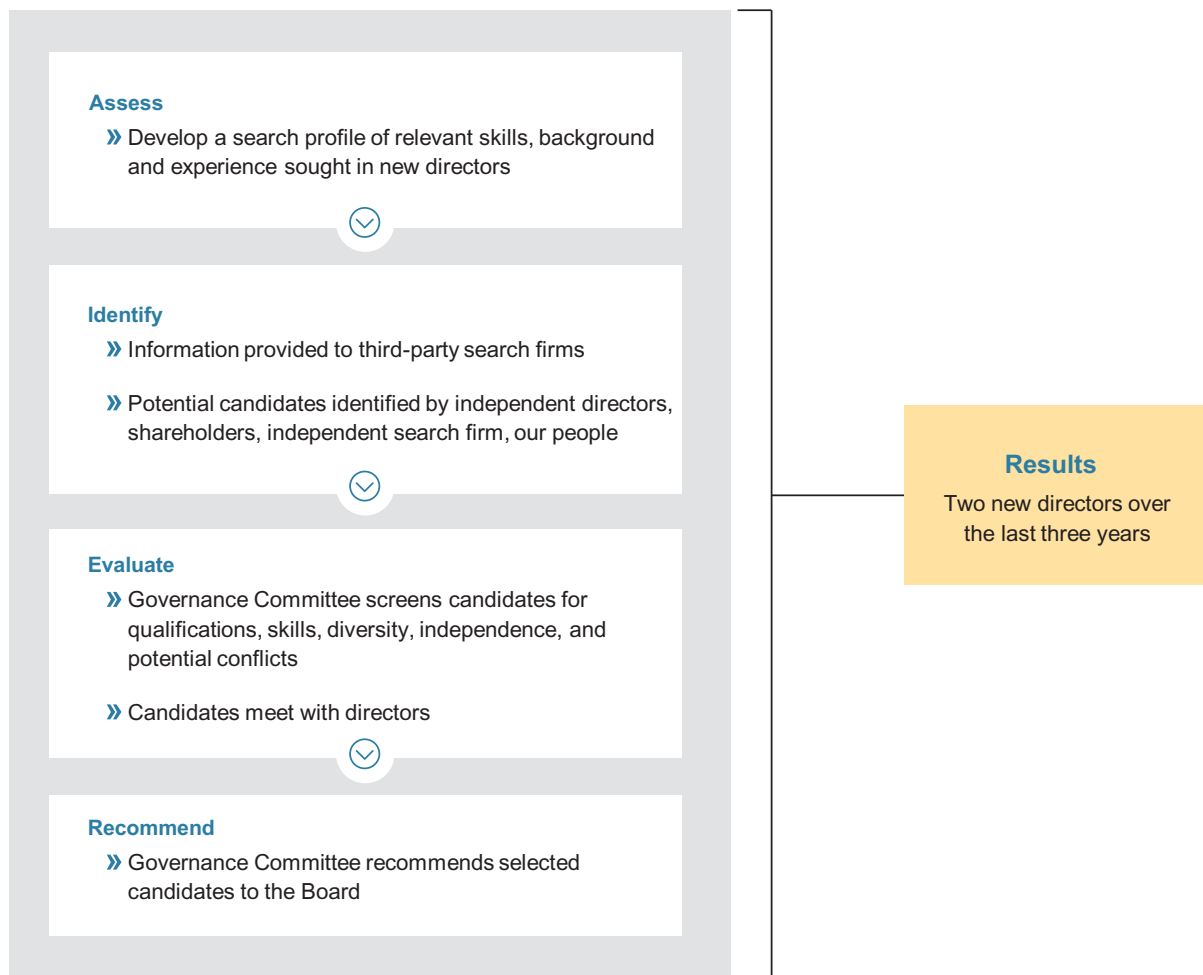 Assess
» Develop a search profile of relevant skills, background
and experience sought in new directors
Identify
» Information provided to third-party search firms
» Potential candidates identified by independent directors,
shareholders, independent search firm, our people
Evaluate
» Governance Committee screens candidates for
qualifications, skills, diversity, independence, and
potential conflicts
» Candidates meet with directors
Recommend
» Governance Committee recommends selected
candidates to the Board
Results
Two new directors over
the last three years